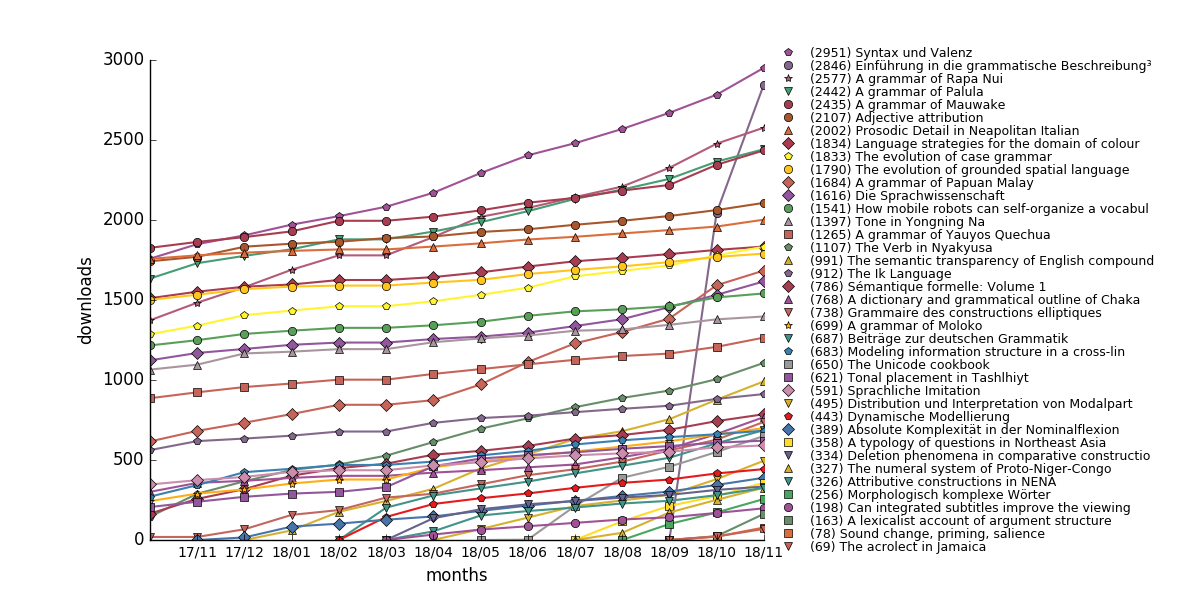 3000
2500
2000
1500
1000
500
0
downloads
17/11 17/12 18/01 18/02 18/03 18/04 18/05 18/06 18/07 18/08 18/09 18/10 18/11
months
(2951) Syntax und Valenz
(2846) Einführung in die grammatische Beschreibung³
(2577) A grammar of Rapa Nui
(2442) A grammar of Palula
(2435) A grammar of Mauwake
(2107) Adjective attribution
(2002) Prosodic Detail in Neapolitan Italian
(1834) Language strategies for the domain of colour
(1833) The evolution of case grammar
(1790) The evolution of grounded spatial language
(1684) A grammar of Papuan Malay
(1616) Die Sprachwissenschaft
(1541) How mobile robots can self-organize a vocabul
(1397) Tone in Yongning Na
(1265) A grammar of Yauyos Quechua
(1107) The Verb in Nyakyusa
(991) The semantic transparency of English compound
(912) The Ik Language
(786) Sémantique formelle: Volume 1
(768) A dictionary and grammatical outline of Chaka
(738) Grammaire des constructions elliptiques
(699) A grammar of Moloko
(687) Beiträge zur deutschen Grammatik
(683) Modeling information structure in a cross-lin
(650) The Unicode cookbook
(621) Tonal placement in Tashlhiyt
(591) Sprachliche Imitation
(495) Distribution und Interpretation von Modalpart
(443) Dynamische Modellierung
(389) Absolute Komplexität in der Nominalflexion
(358) A typology of questions in Northeast Asia
(334) Deletion phenomena in comparative constructio
(327) The numeral system of Proto-Niger-Congo
(326) Attributive constructions in NENA
(256) Morphologisch komplexe Wörter
(198) Can integrated subtitles improve the viewing
(163) A lexicalist account of argument structure
(78) Sound change, priming, salience
(69) The acrolect in Jamaica